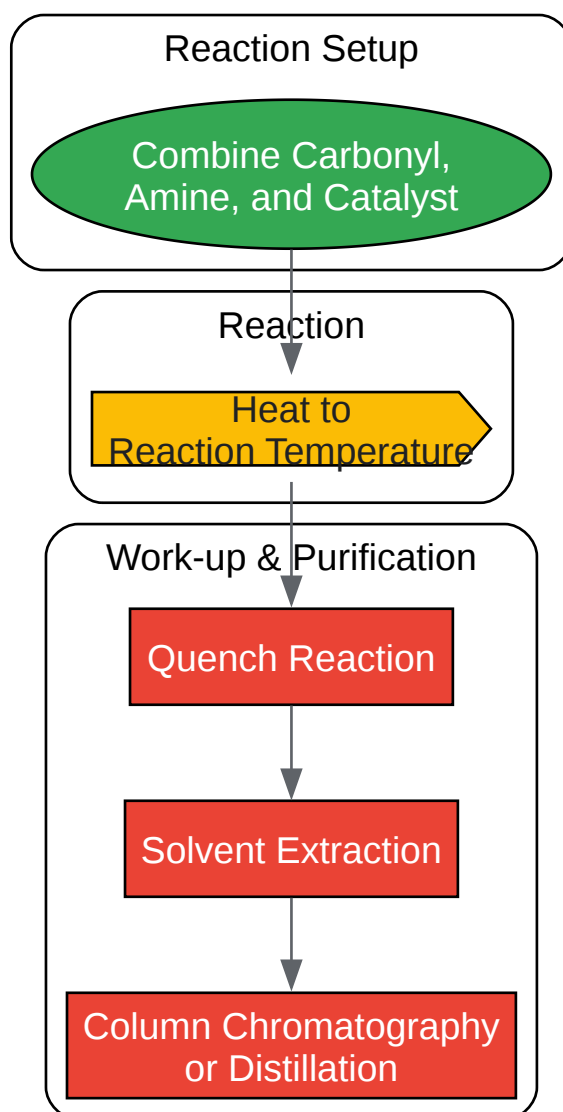 Reaction Setup
Combine Carbonyl,
Amine, and Catalyst
Reaction
Heat to
Reaction Temperature
Work-up & Purification
Quench Reaction
Solvent Extraction
Column Chromatography
or Distillation